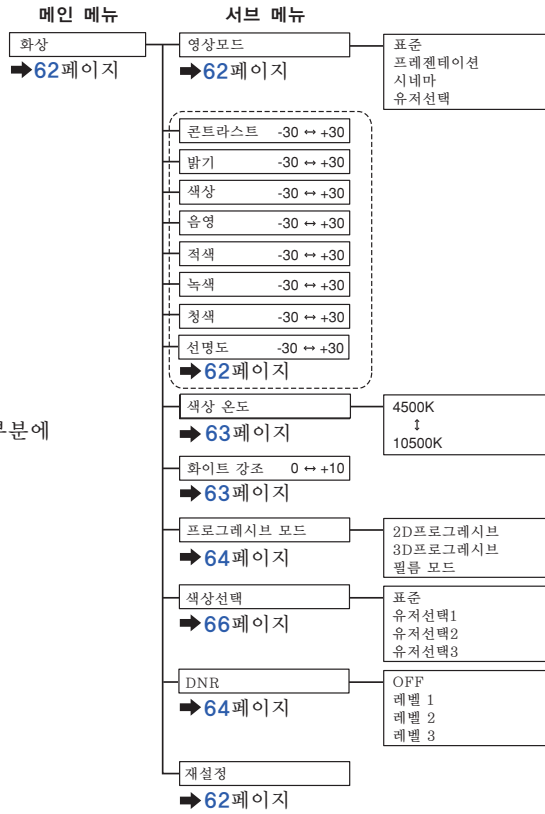 메인 메뉴
서브 메뉴
화상
➡62페이지
영상모드
➡62페이지
표준
프레젠테이션
시네마
유저선택
콘트라스트 -30 ↔ +30
밝기 -30 ↔ +30
색상 -30 ↔ +30
음영 -30 ↔ +30
적색 -30 ↔ +30
녹색 -30 ↔ +30
청색 -30 ↔ +30
선명도 -30 ↔ +30
➡62페이지
부분에
색상 온도
➡63페이지
4500K
↕
10500K
화이트 강조 0 ↔ +10
➡63페이지
프로그레시브 모드
➡64페이지
2D프로그레시브
3D프로그레시브
필름 모드
색상선택
➡66페이지
표준
유저선택1
유저선택2
유저선택3
DNR
➡64페이지
OFF
레벨 1
레벨 2
레벨 3
재설정
➡62페이지